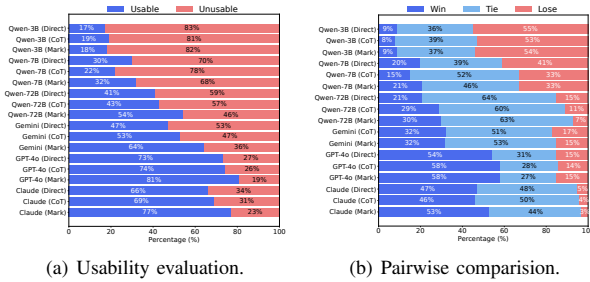 Usable Unusable
Qwen-3B (Direct) 17% 83%
Qwen-3B (CoT) 19% 81%
Qwen-3B (Mark) 18% 82%
Qwen-7B (Direct) 30% 70%
Qwen-7B (CoT) 22% 78%
Qwen-7B (Mark) 32% 68%
Qwen-72B (Direct) 41% 59%
Qwen-72B (CoT) 43% 57%
Qwen-72B (Mark) 54% 46%
Gemini (Direct) 47% 53%
Gemini (CoT) 53% 47%
Gemini (Mark) 64% 36%
GPT-4o (Direct) 73% 27%
GPT-4o (CoT) 74% 26%
GPT-4o (Mark) 81% 19%
Claude (Direct) 66% 34%
Claude (CoT) 69% 31%
Claude (Mark) 77% 23%
0 20 40 60 80 100
Percentage (%)
(a) Usability evaluation.
Win Tie Lose
Qwen-3B (Direct) 9% 36% 55%
Qwen-3B (CoT) 8% 39% 53%
Qwen-3B (Mark) 9% 37% 54%
Qwen-7B (Direct) 20% 39% 41%
Qwen-7B (CoT) 15% 52% 33%
Qwen-7B (Mark) 21% 46% 33%
Qwen-72B (Direct) 21% 64% 15%
Qwen-72B (CoT) 29% 60% 11%
Qwen-72B (Mark) 30% 63% 7%
Gemini (CoT) 32% 51% 17%
Gemini (Mark) 32% 53% 15%
GPT-4o (Direct) 54% 31% 15%
GPT-4o (CoT) 58% 28% 14%
GPT-4o (Mark) 58% 27% 15%
Claude (Direct) 47% 48% 5%
Claude (CoT) 46% 50% 4%
Claude (Mark) 53% 44% 3%
0 20 40 60 80 100
Percentage (%)
(b) Pairwise comparision.